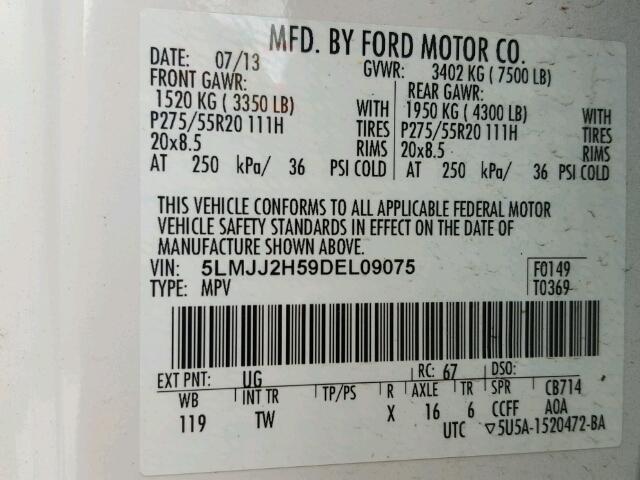 MFD. BY FORD MOTOR CO.
DATE: 07/13 GVWR: 3402 KG ( 7500 LB)
FRONT GAWR: REAR GAWR:
1520 KG ( 3350 LB) WITH 1950 KG ( 4300 LB) WITH
P275/55R20 111H TIRES P275/55R20 111H TIRES
20x8.5 RIMS 20x8.5 RIMS
AT 250 kPa/ 36 PSI COLD AT 250 kPa/ 36 PSI COLD
THIS VEHICLE CONFORMS TO ALL APPLICABLE FEDERAL MOTOR
VEHICLE SAFETY STANDARDS IN EFFECT ON THE DATE OF
MANUFACTURE SHOWN ABOVE.
VIN: 5LMJJ2H59DEL09075 F0149
TYPE: MPV T0369
EXT PNT: UG RC: 67 DSO:
WB INT TR TP/PS R AXLE TR SPR CB714
119 TW X 16 6 CCFF A0A
UTC ▽5U5A-1520472-BA